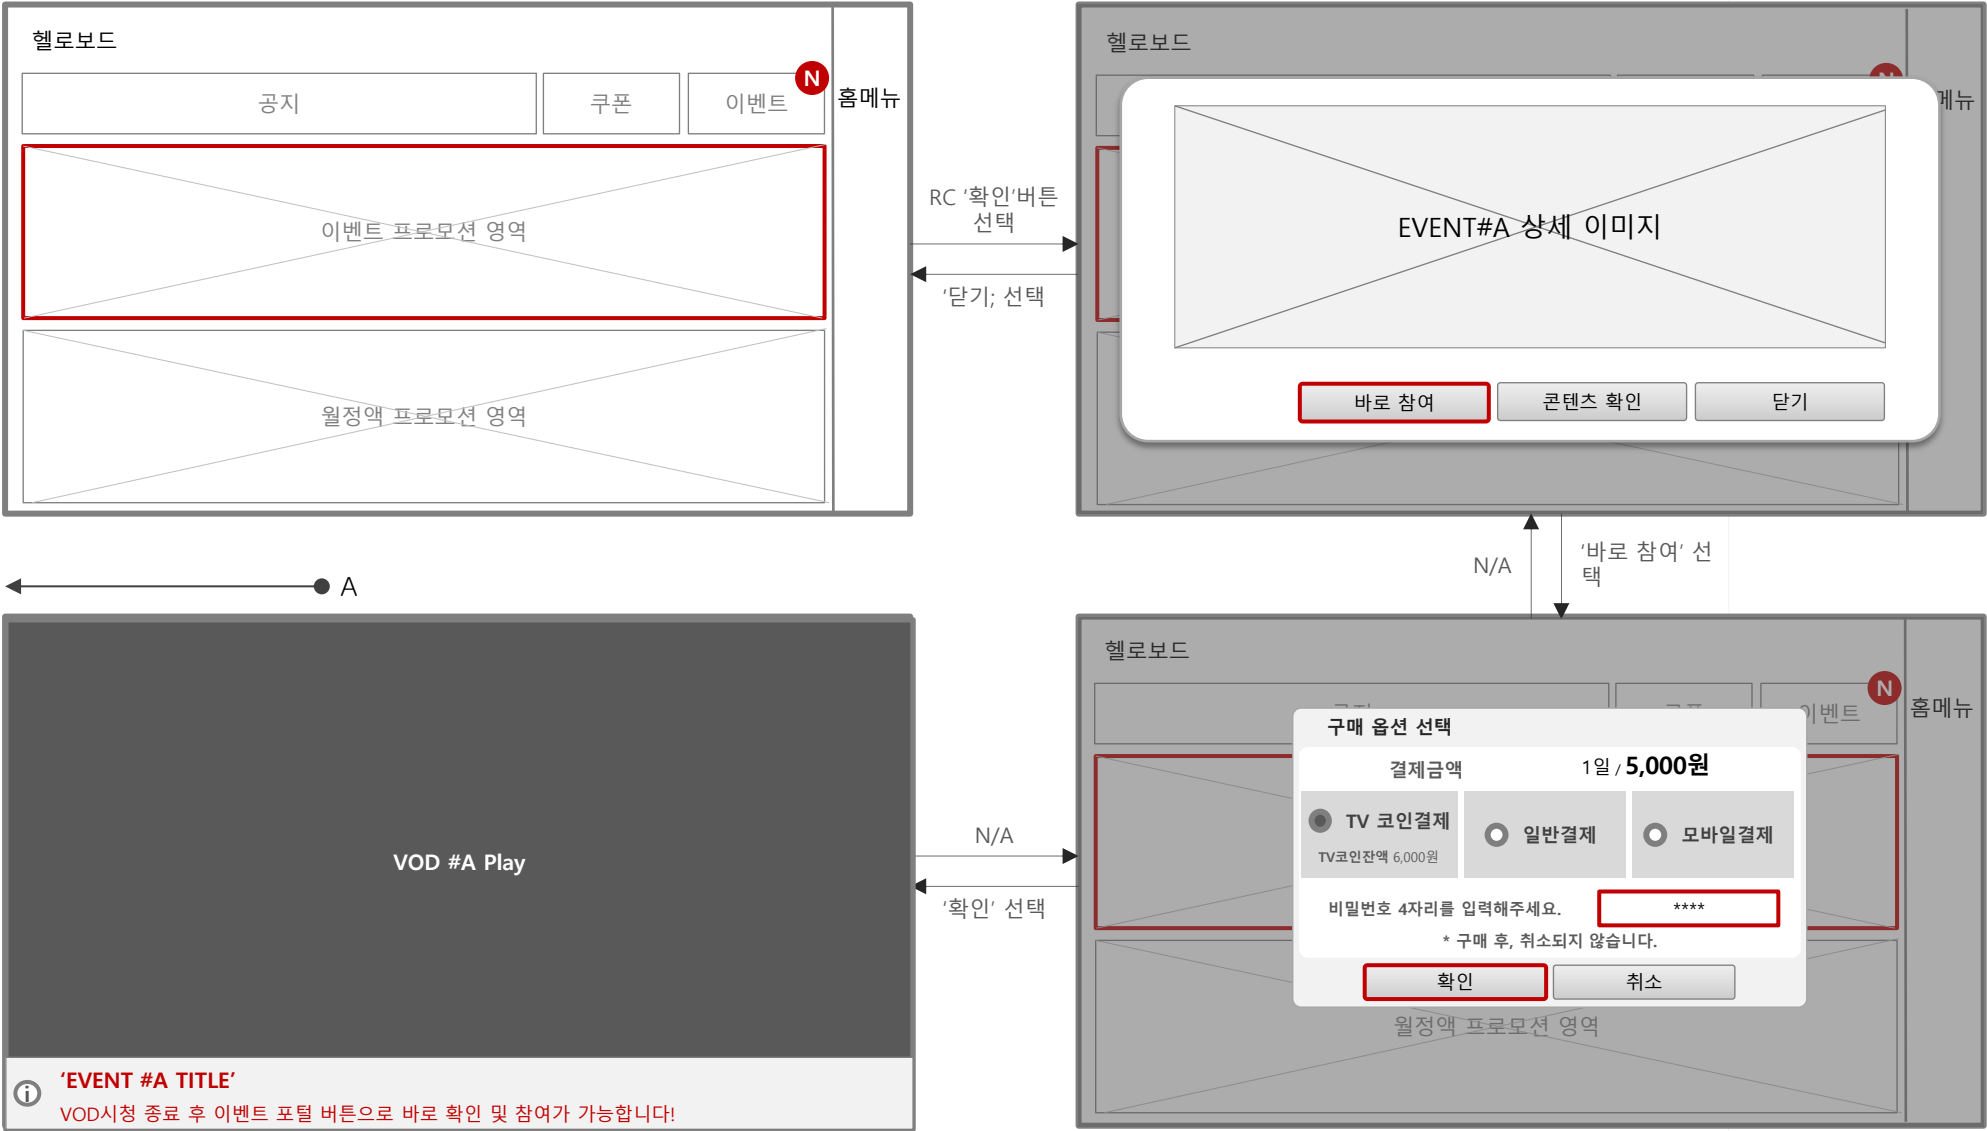 헬로보드
N
공지
쿠폰
이벤트
홈메뉴
이벤트 프로모션 영역
월정액 프로모션 영역
RC ‘확인’버튼
선택
‘닫기; 선택
헬로보드
N
메뉴
EVENT#A 상세 이미지
바로 참여
콘텐츠 확인
닫기
N/A
‘바로 참여’ 선
택
A
VOD #A Play
‘EVENT #A TITLE’
VOD시청 종료 후 이벤트 포털 버튼으로 바로 확인 및 참여가 가능합니다!
N/A
‘확인’ 선택
헬로보드
N
이벤트
홈메뉴
구매 옵션 선택
결제금액
1일 / 5,000원
TV 코인결제
TV코인잔액 6,000원
일반결제
모바일결제
비밀번호 4자리를 입력해주세요.
****
* 구매 후, 취소되지 않습니다.
확인
취소
월정액 프로모션 영역